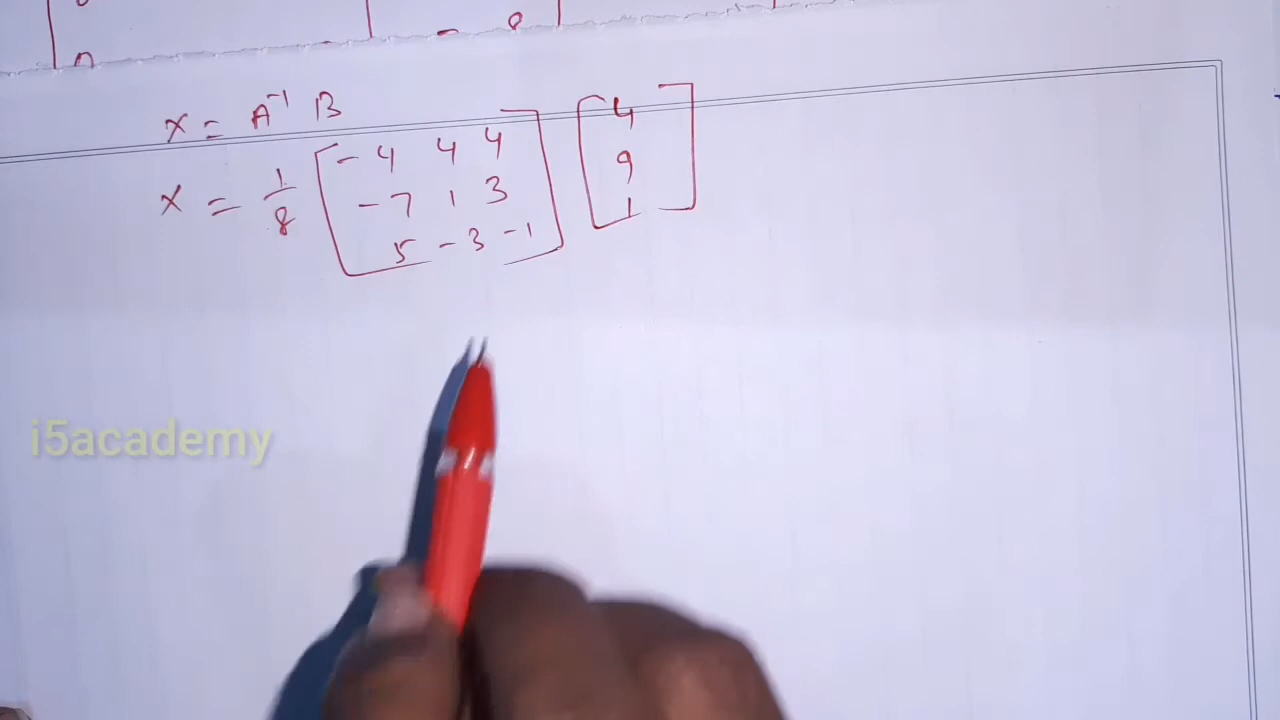 X = A⁻¹ B
X = 1/8 [ -4 4 4 ] [ 4 ]
-7 1 3 9
5 -3 -1 1
i5academy